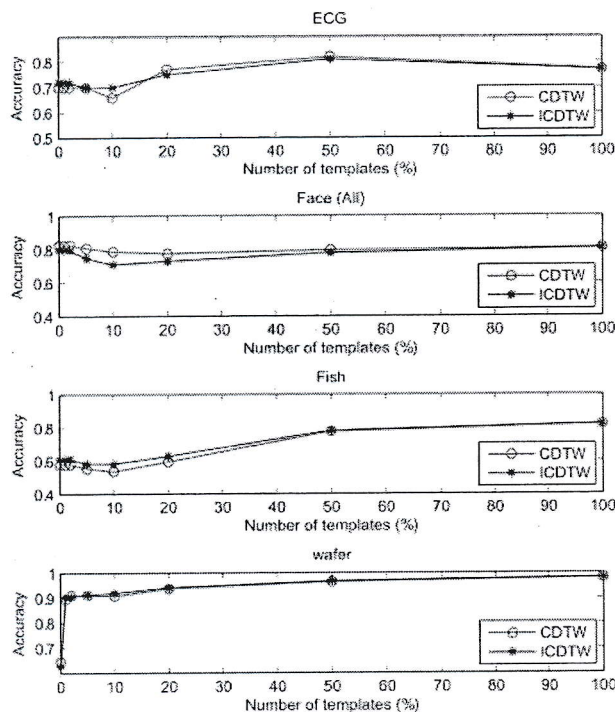 ECG
0.8
0.7
0.6
0.5
Accuracy
CDTW
ICDTW
0 10 20 30 40 50 60 70 80 90 100
Number of templates (%)
Face (All)
1
0.8
0.6
0.4
Accuracy
CDTW
ICDTW
0 10 20 30 40 50 60 70 80 90 100
Number of templates (%)
Fish
1
0.8
0.6
0.4
Accuracy
CDTW
ICDTW
0 10 20 30 40 50 60 70 80 90 100
Number of templates (%)
wafer
1
0.9
0.8
0.7
Accuracy
CDTW
ICDTW
0 10 20 30 40 50 60 70 80 90 100
Number of templates (%)